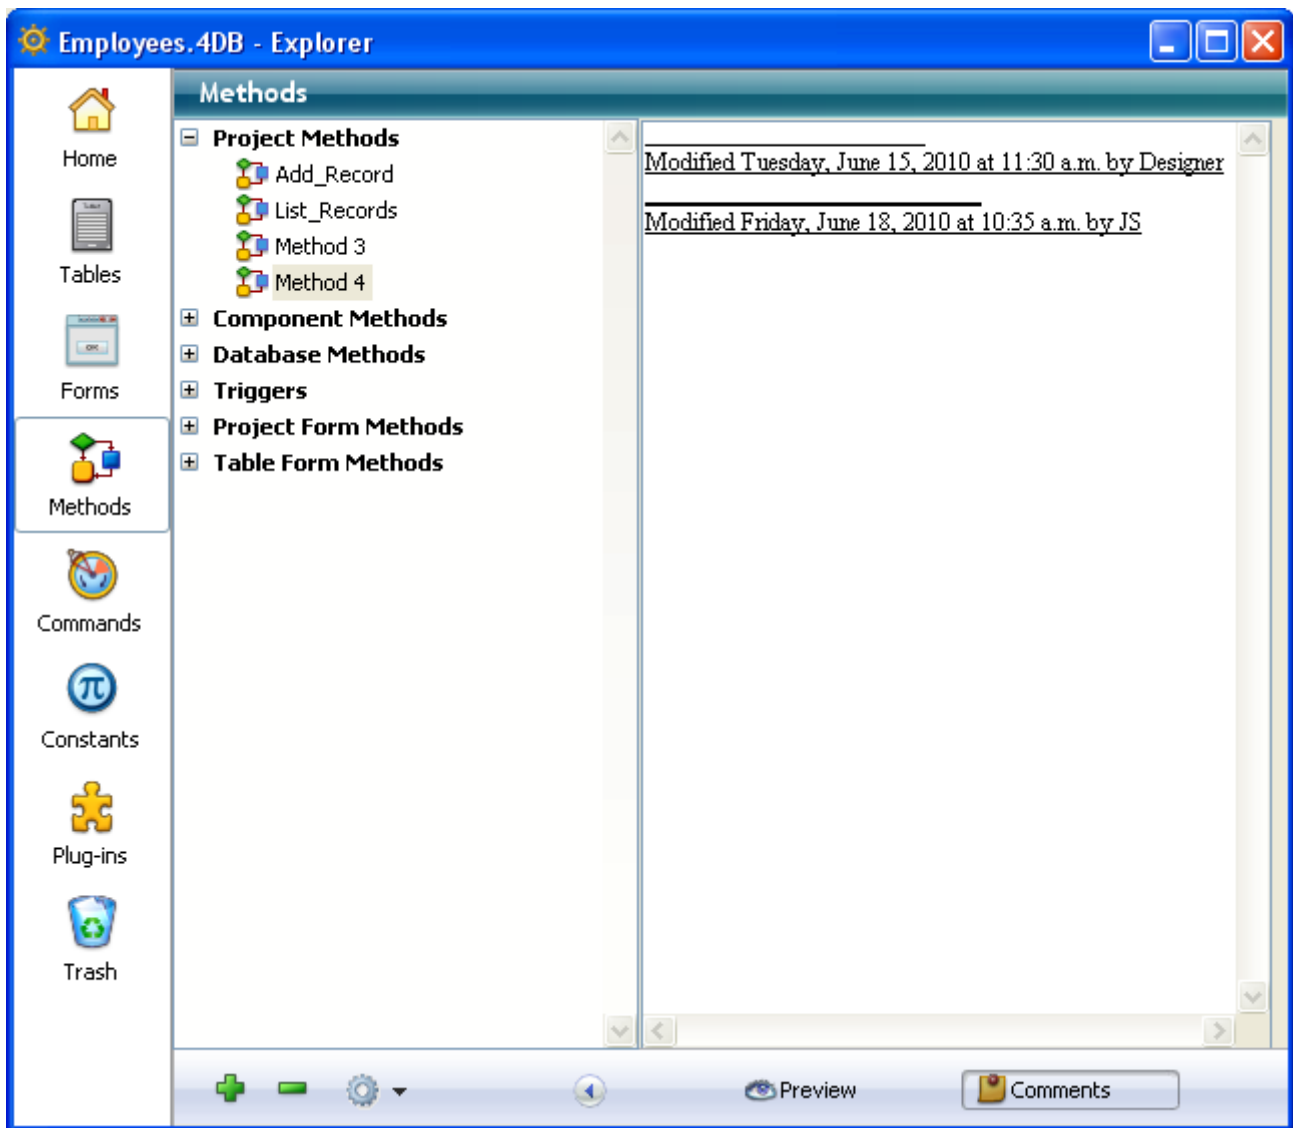 Employees.4DB - Explorer
Methods
Home
Tables
Forms
Methods
Commands
Constants
Plug-ins
Trash
Project Methods
Add_Record
List_Records
Method 3
Method 4
Component Methods
Database Methods
Triggers
Project Form Methods
Table Form Methods
Modified Tuesday, June 15, 2010 at 11:30 a.m. by Designer
Modified Friday, June 18, 2010 at 10:35 a.m. by JS
Preview
Comments